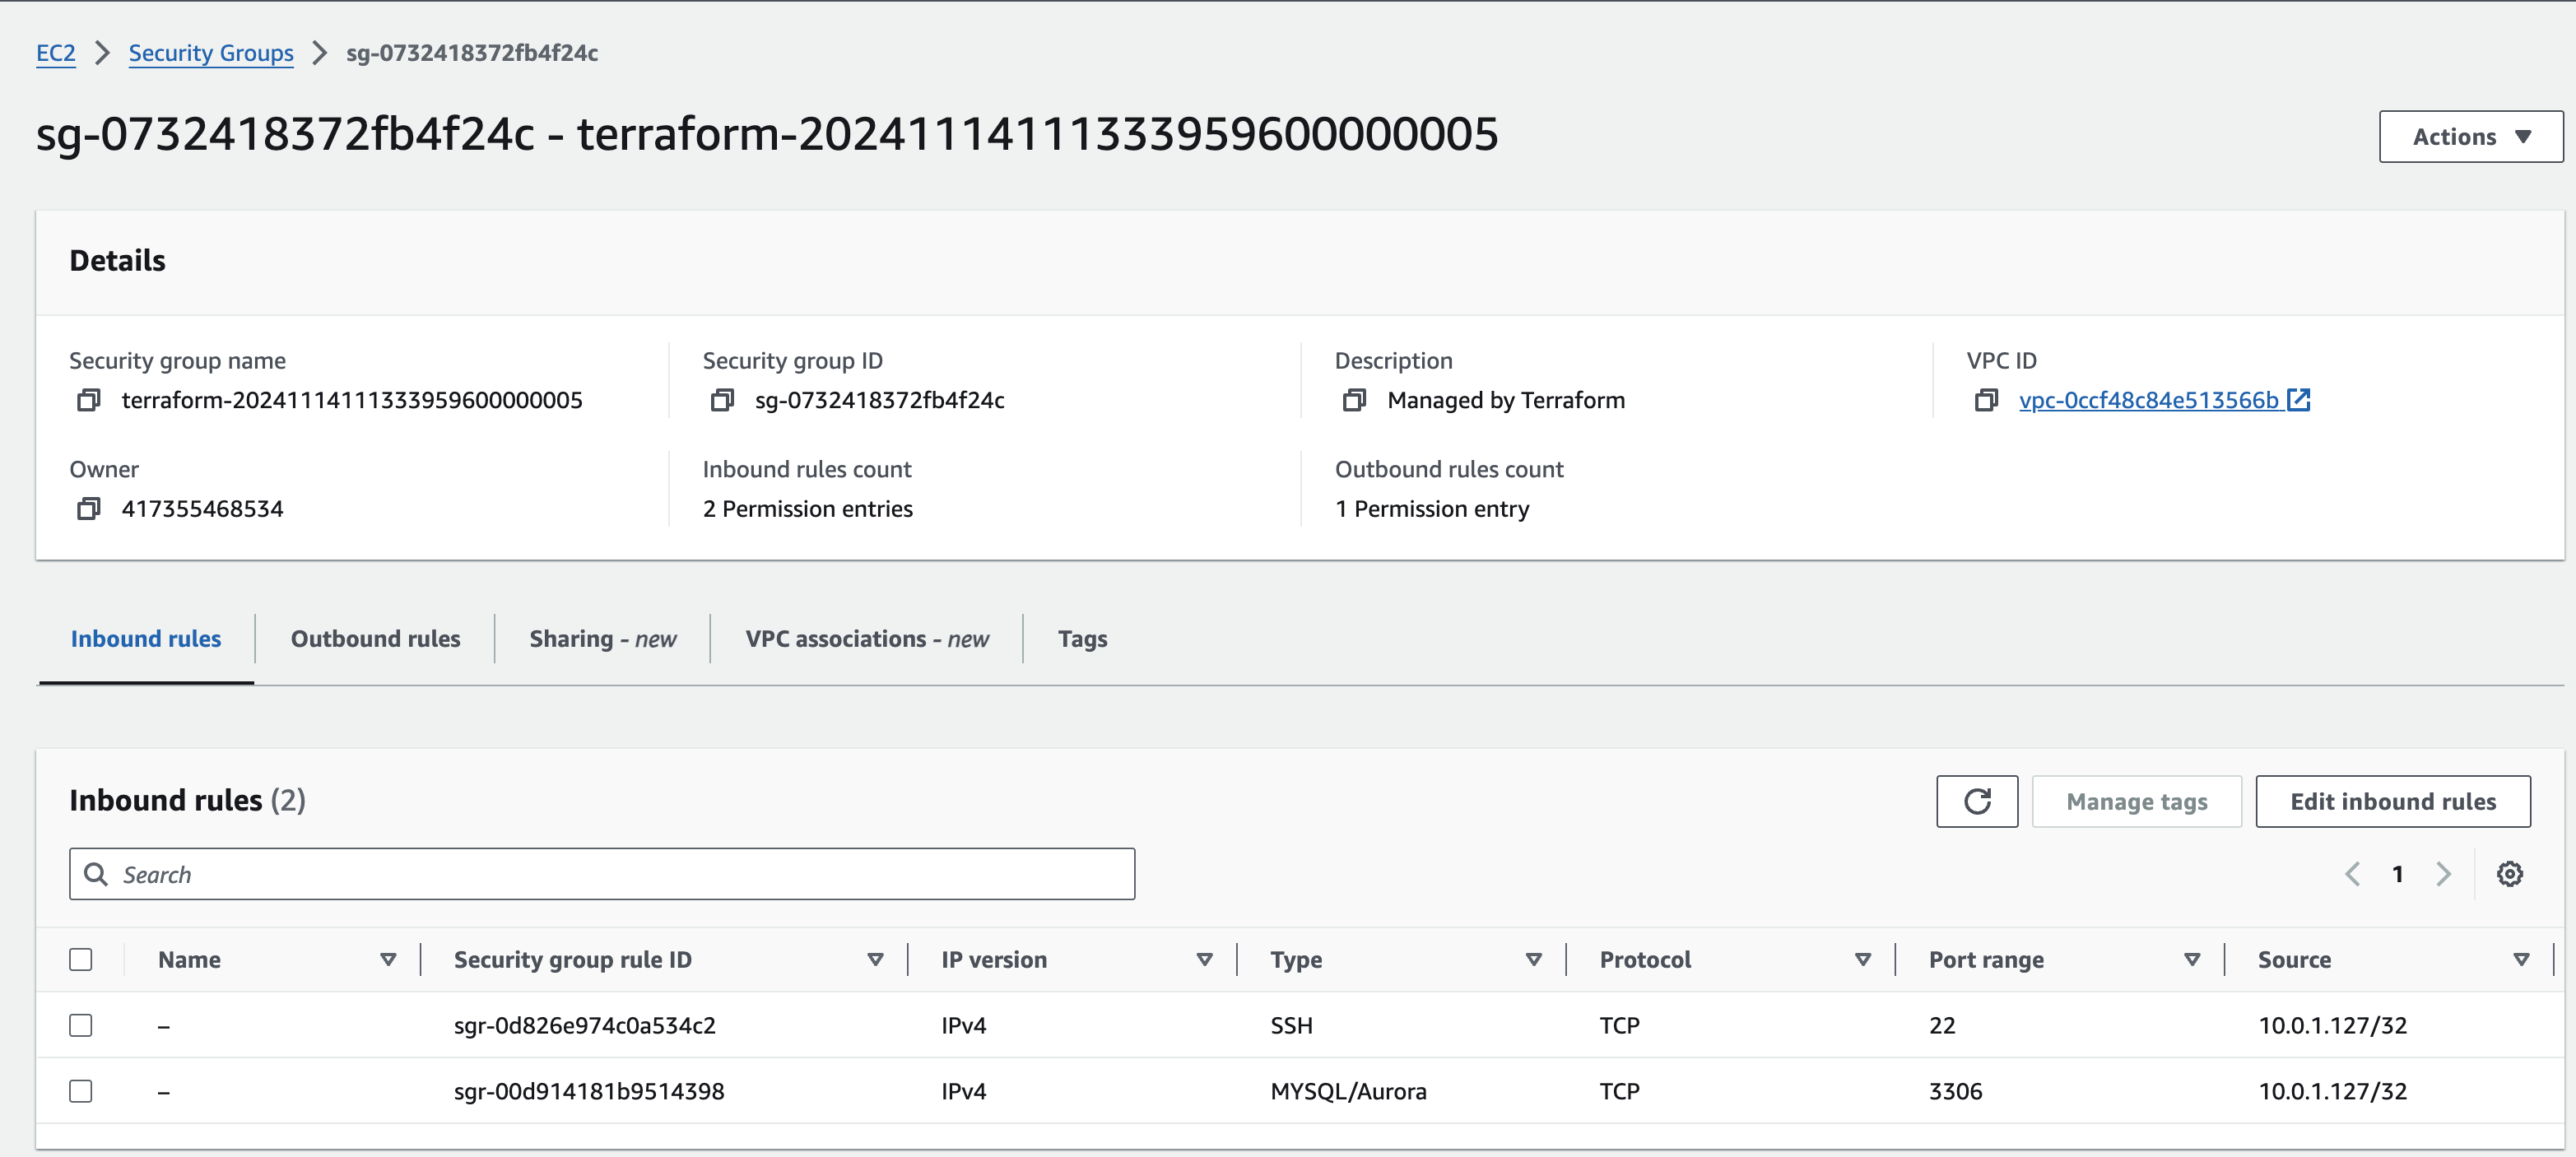 EC2 > Security Groups > sg-0732418372fb4f24c
sg-0732418372fb4f24c - terraform-20241114111333959600000005
Actions
Details
Security group name
terraform-20241114111333959600000005
Security group ID
sg-0732418372fb4f24c
Description
Managed by Terraform
VPC ID
vpc-0ccf48c84e513566b
Owner
417355468534
Inbound rules count
2 Permission entries
Outbound rules count
1 Permission entry
Inbound rules Outbound rules Sharing - new VPC associations - new Tags
Inbound rules (2)
Manage tags Edit inbound rules
Search
1
Name Security group rule ID IP version Type Protocol Port range Source
– sgr-0d826e974c0a534c2 IPv4 SSH TCP 22 10.0.1.127/32
– sgr-00d914181b9514398 IPv4 MYSQL/Aurora TCP 3306 10.0.1.127/32